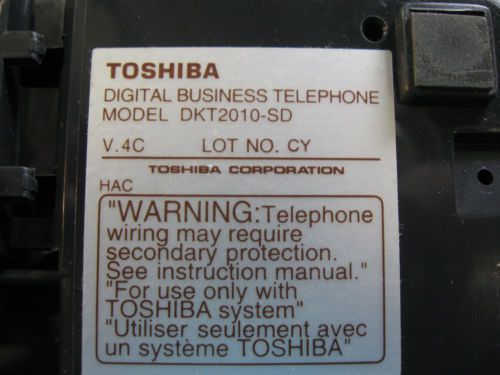 TOSHIBA
DIGITAL BUSINESS TELEPHONE
MODEL DKT2010-SD
V.4C LOT NO. CY
TOSHIBA CORPORATION
HAC
"WARNING:Telephone
wiring may require
secondary protection.
See instruction manual."
"For use only with
TOSHIBA system"
"Utiliser seulement avec
un système TOSHIBA"